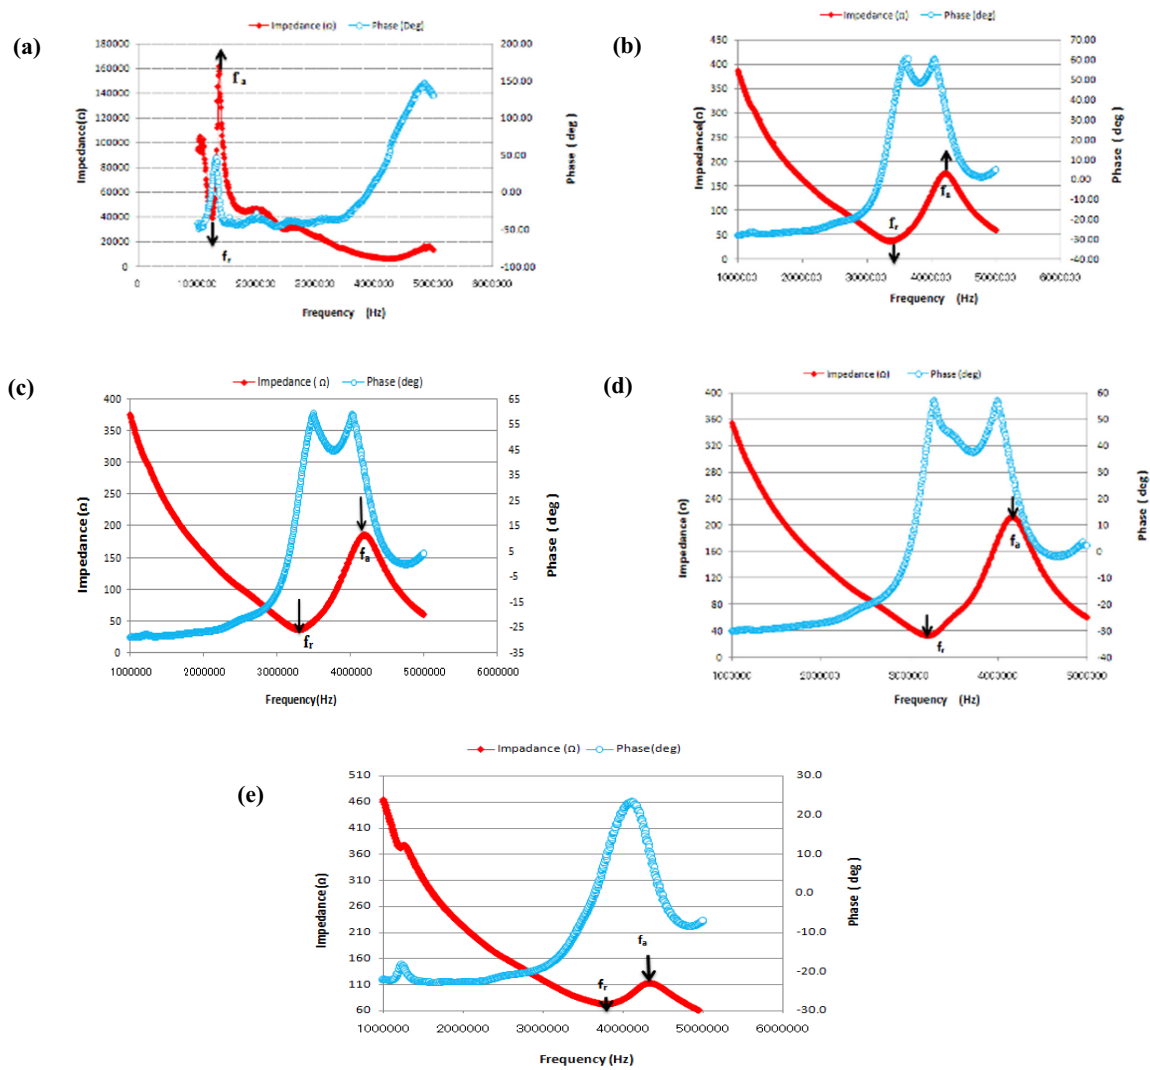 (a)
Impedance (Ω) Phase (Deg)
180000 200.00
160000
140000 150.00
120000 100.00
100000
80000 50.00
60000 0.00
40000 -50.00
20000
0 -100.00
Impedance(Ω)
Phase ( deg)
fa
fr
0 1000000 2000000 3000000 4000000 5000000 6000000
Frequency (Hz)
(b)
Impedance (Ω) Phase (deg)
450 70.00
400 60.00
350 50.00
300 40.00
250 30.00
200 20.00
150 10.00
100 0.00
50 -10.00
0 -20.00
-30.00
-40.00
Impedance(Ω)
Phase ( deg)
fa
fr
1000000 2000000 3000000 4000000 5000000 6000000
Frequency (Hz)
(c)
Impedance ( Ω) Phase (deg)
400 65
350 55
300 45
250 35
200 25
150 15
100 5
50 -5
0 -15
-25
-35
Impedance(Ω)
Phase ( deg)
fa
fr
1000000 2000000 3000000 4000000 5000000 6000000
Frequency(Hz)
(d)
Impedance (Ω) Phase (deg)
400 60
360 50
320 40
280 30
240 20
200 10
160 0
120 -10
80 -20
40 -30
0 -40
Impedance(Ω)
Phase ( deg)
fa
fr
1000000 2000000 3000000 4000000 5000000
Frequency (Hz)
(e)
Impadance (Ω) Phase(deg)
510 30.0
460 20.0
410
360 10.0
310 0.0
260
210 -10.0
160
110 -20.0
60 -30.0
Impedance(Ω)
Phase ( deg)
fa
fr
1000000 2000000 3000000 4000000 5000000 6000000
Frequency (Hz)